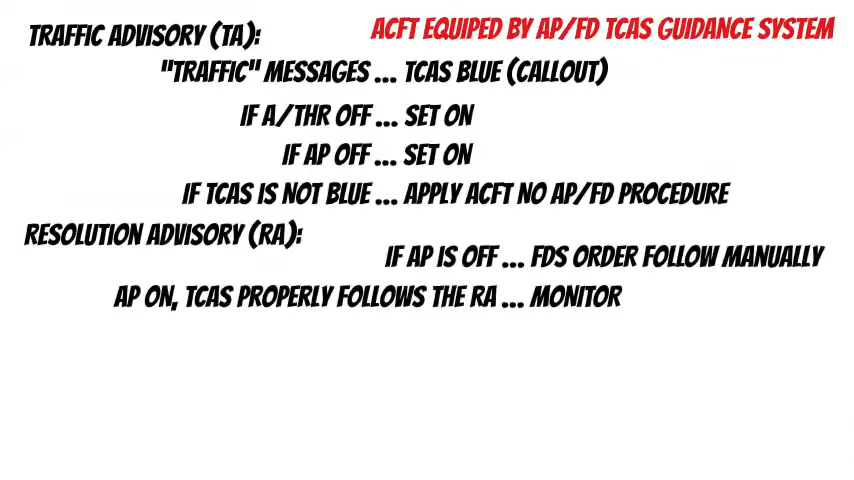 TRAFFIC ADVISORY (TA):
ACFT EQUIPED BY AP/FD TCAS GUIDANCE SYSTEM
"TRAFFIC" MESSAGES ... TCAS BLUE (CALLOUT)
IF A/THR OFF ... SET ON
IF AP OFF ... SET ON
IF TCAS IS NOT BLUE ... APPLY ACFT NO AP/FD PROCEDURE
RESOLUTION ADVISORY (RA):
IF AP IS OFF ... FDS ORDER FOLLOW MANUALLY
AP ON, TCAS PROPERLY FOLLOWS THE RA ... MONITOR